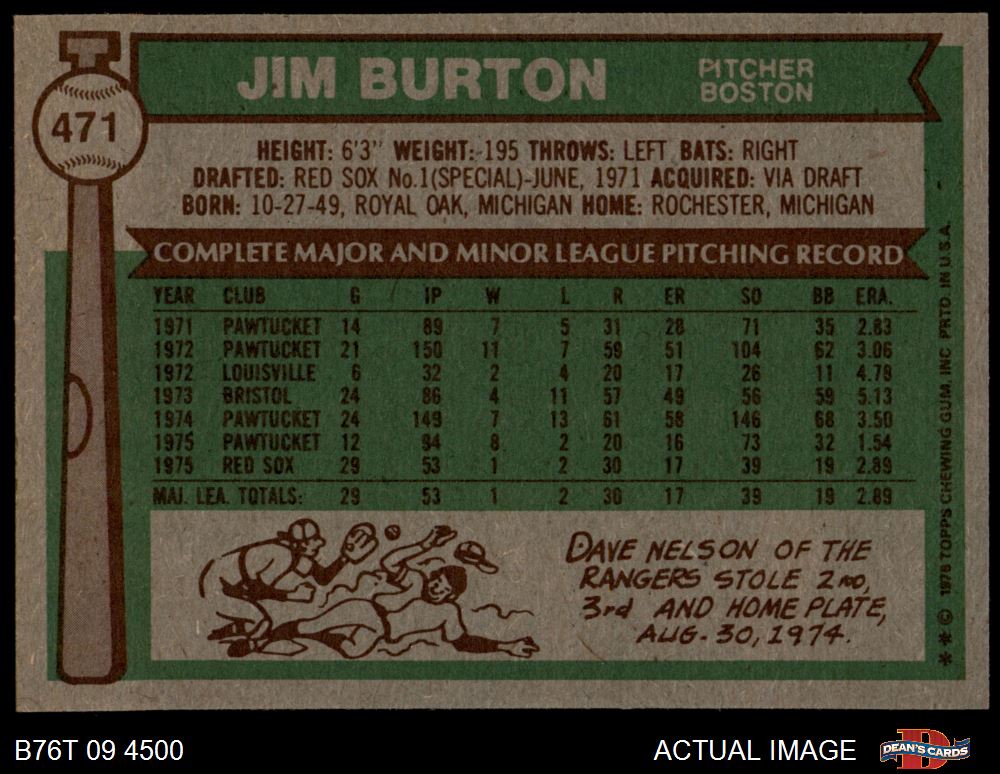 JIM BURTON
PITCHER
BOSTON
471
HEIGHT: 6'3" WEIGHT: 195 THROWS: LEFT BATS: RIGHT
DRAFTED: RED SOX No.1(SPECIAL)-JUNE, 1971 ACQUIRED: VIA DRAFT
BORN: 10-27-49, ROYAL OAK, MICHIGAN HOME: ROCHESTER, MICHIGAN
COMPLETE MAJOR AND MINOR LEAGUE PITCHING RECORD
YEAR CLUB G IP W L R ER SO BB ERA.
1971 PAWTUCKET 14 89 7 5 31 28 71 35 2.83
1972 PAWTUCKET 21 150 11 7 59 51 104 62 3.06
1972 LOUISVILLE 6 32 2 4 20 17 26 11 4.78
1973 BRISTOL 24 86 4 11 57 49 56 59 5.13
1974 PAWTUCKET 24 149 7 13 61 58 146 68 3.50
1975 PAWTUCKET 12 94 8 2 20 16 73 32 1.54
1975 RED SOX 29 53 1 2 30 17 39 19 2.89
MAJ. LEA. TOTALS: 29 53 1 2 30 17 39 19 2.89
DAVE NELSON OF THE
RANGERS STOLE 2ND,
3rd AND HOME PLATE,
AUG. 30, 1974.
* * © 1976 TOPPS CHEWING GUM, INC. PRTD. IN U.S.A.
B76T 09 4500
ACTUAL IMAGE
DEAN'S CARDS